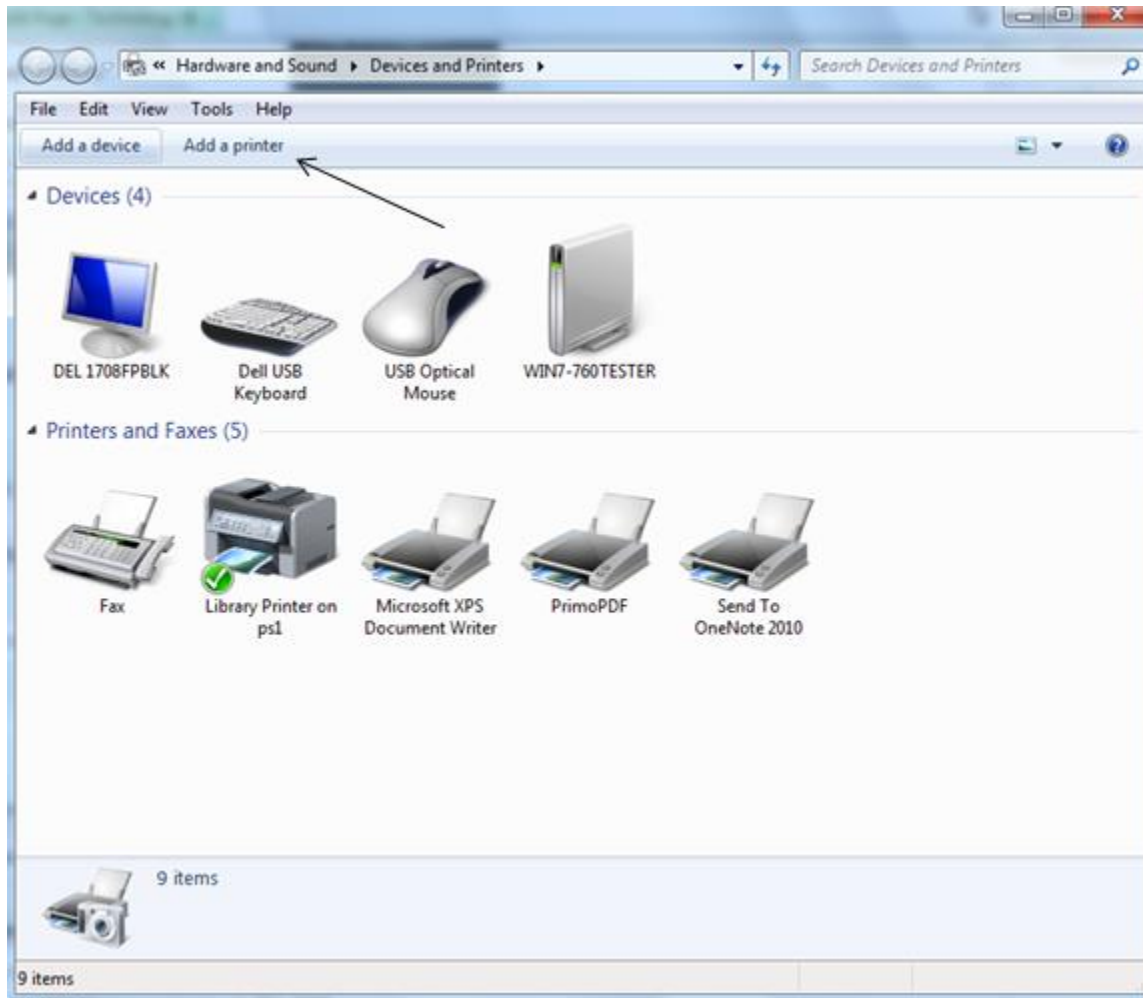 « Hardware and Sound ▸ Devices and Printers ▸ Search Devices and Printers
File Edit View Tools Help
Add a device Add a printer
Devices (4)
DEL 1708FPBLK
Dell USB
Keyboard
USB Optical
Mouse
WIN7-760TESTER
Printers and Faxes (5)
Fax
Library Printer on
ps1
Microsoft XPS
Document Writer
PrimoPDF
Send To
OneNote 2010
9 items
9 items